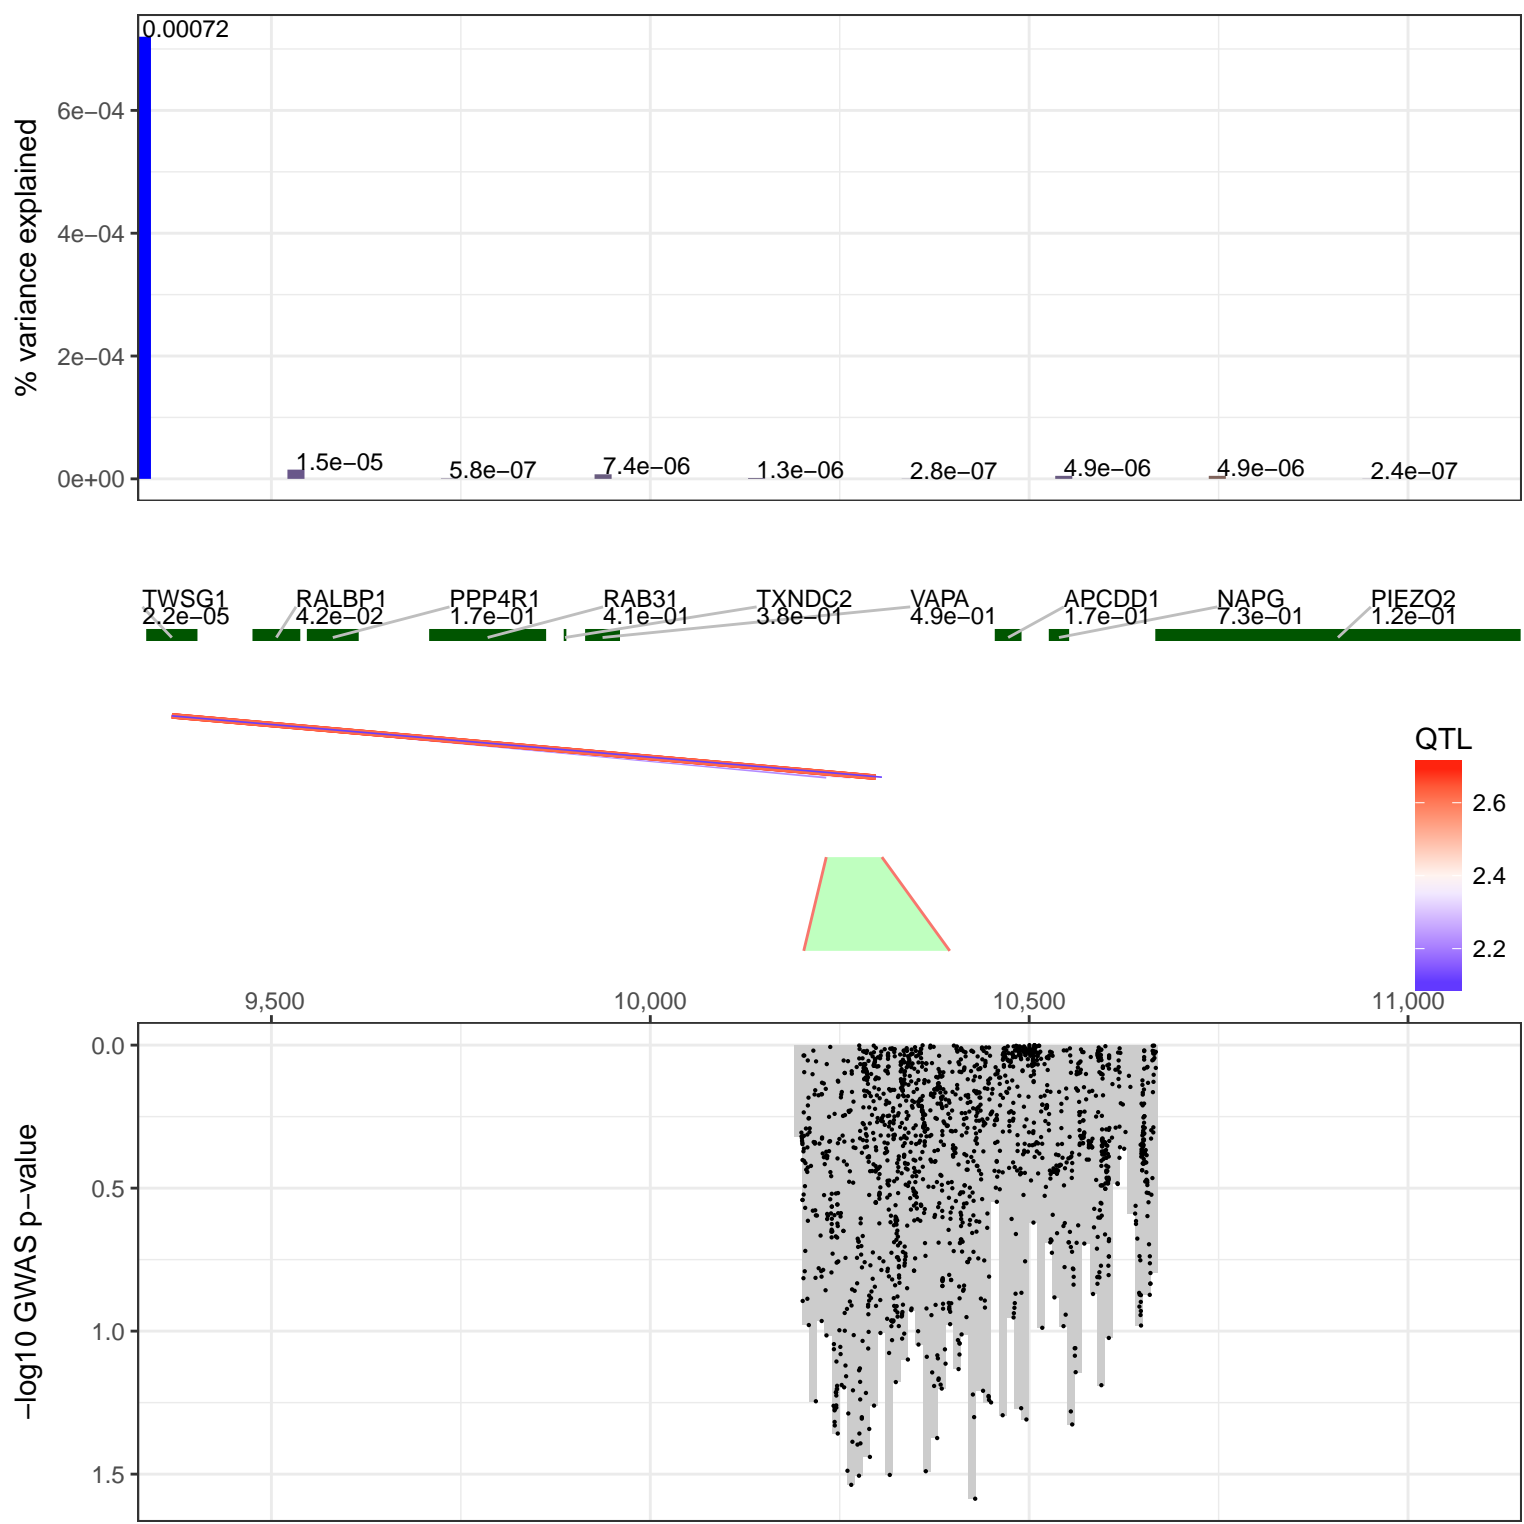 0.00072
6e−04
4e−04
2e−04
0e+00
% variance explained
1.5e−05 5.8e−07 7.4e−06 1.3e−06 2.8e−07 4.9e−06 4.9e−06 2.4e−07
TWSG1 RALBP1 PPP4R1 RAB31 TXNDC2 VAPA APCDD1 NAPG PIEZO2
2.2e−05 4.2e−02 1.7e−01 4.1e−01 3.8e−01 4.9e−01 1.7e−01 7.3e−01 1.2e−01
QTL
2.6
2.4
2.2
9,500 10,000 10,500 11,000
0.0
0.5
1.0
1.5
−log10 GWAS p−value